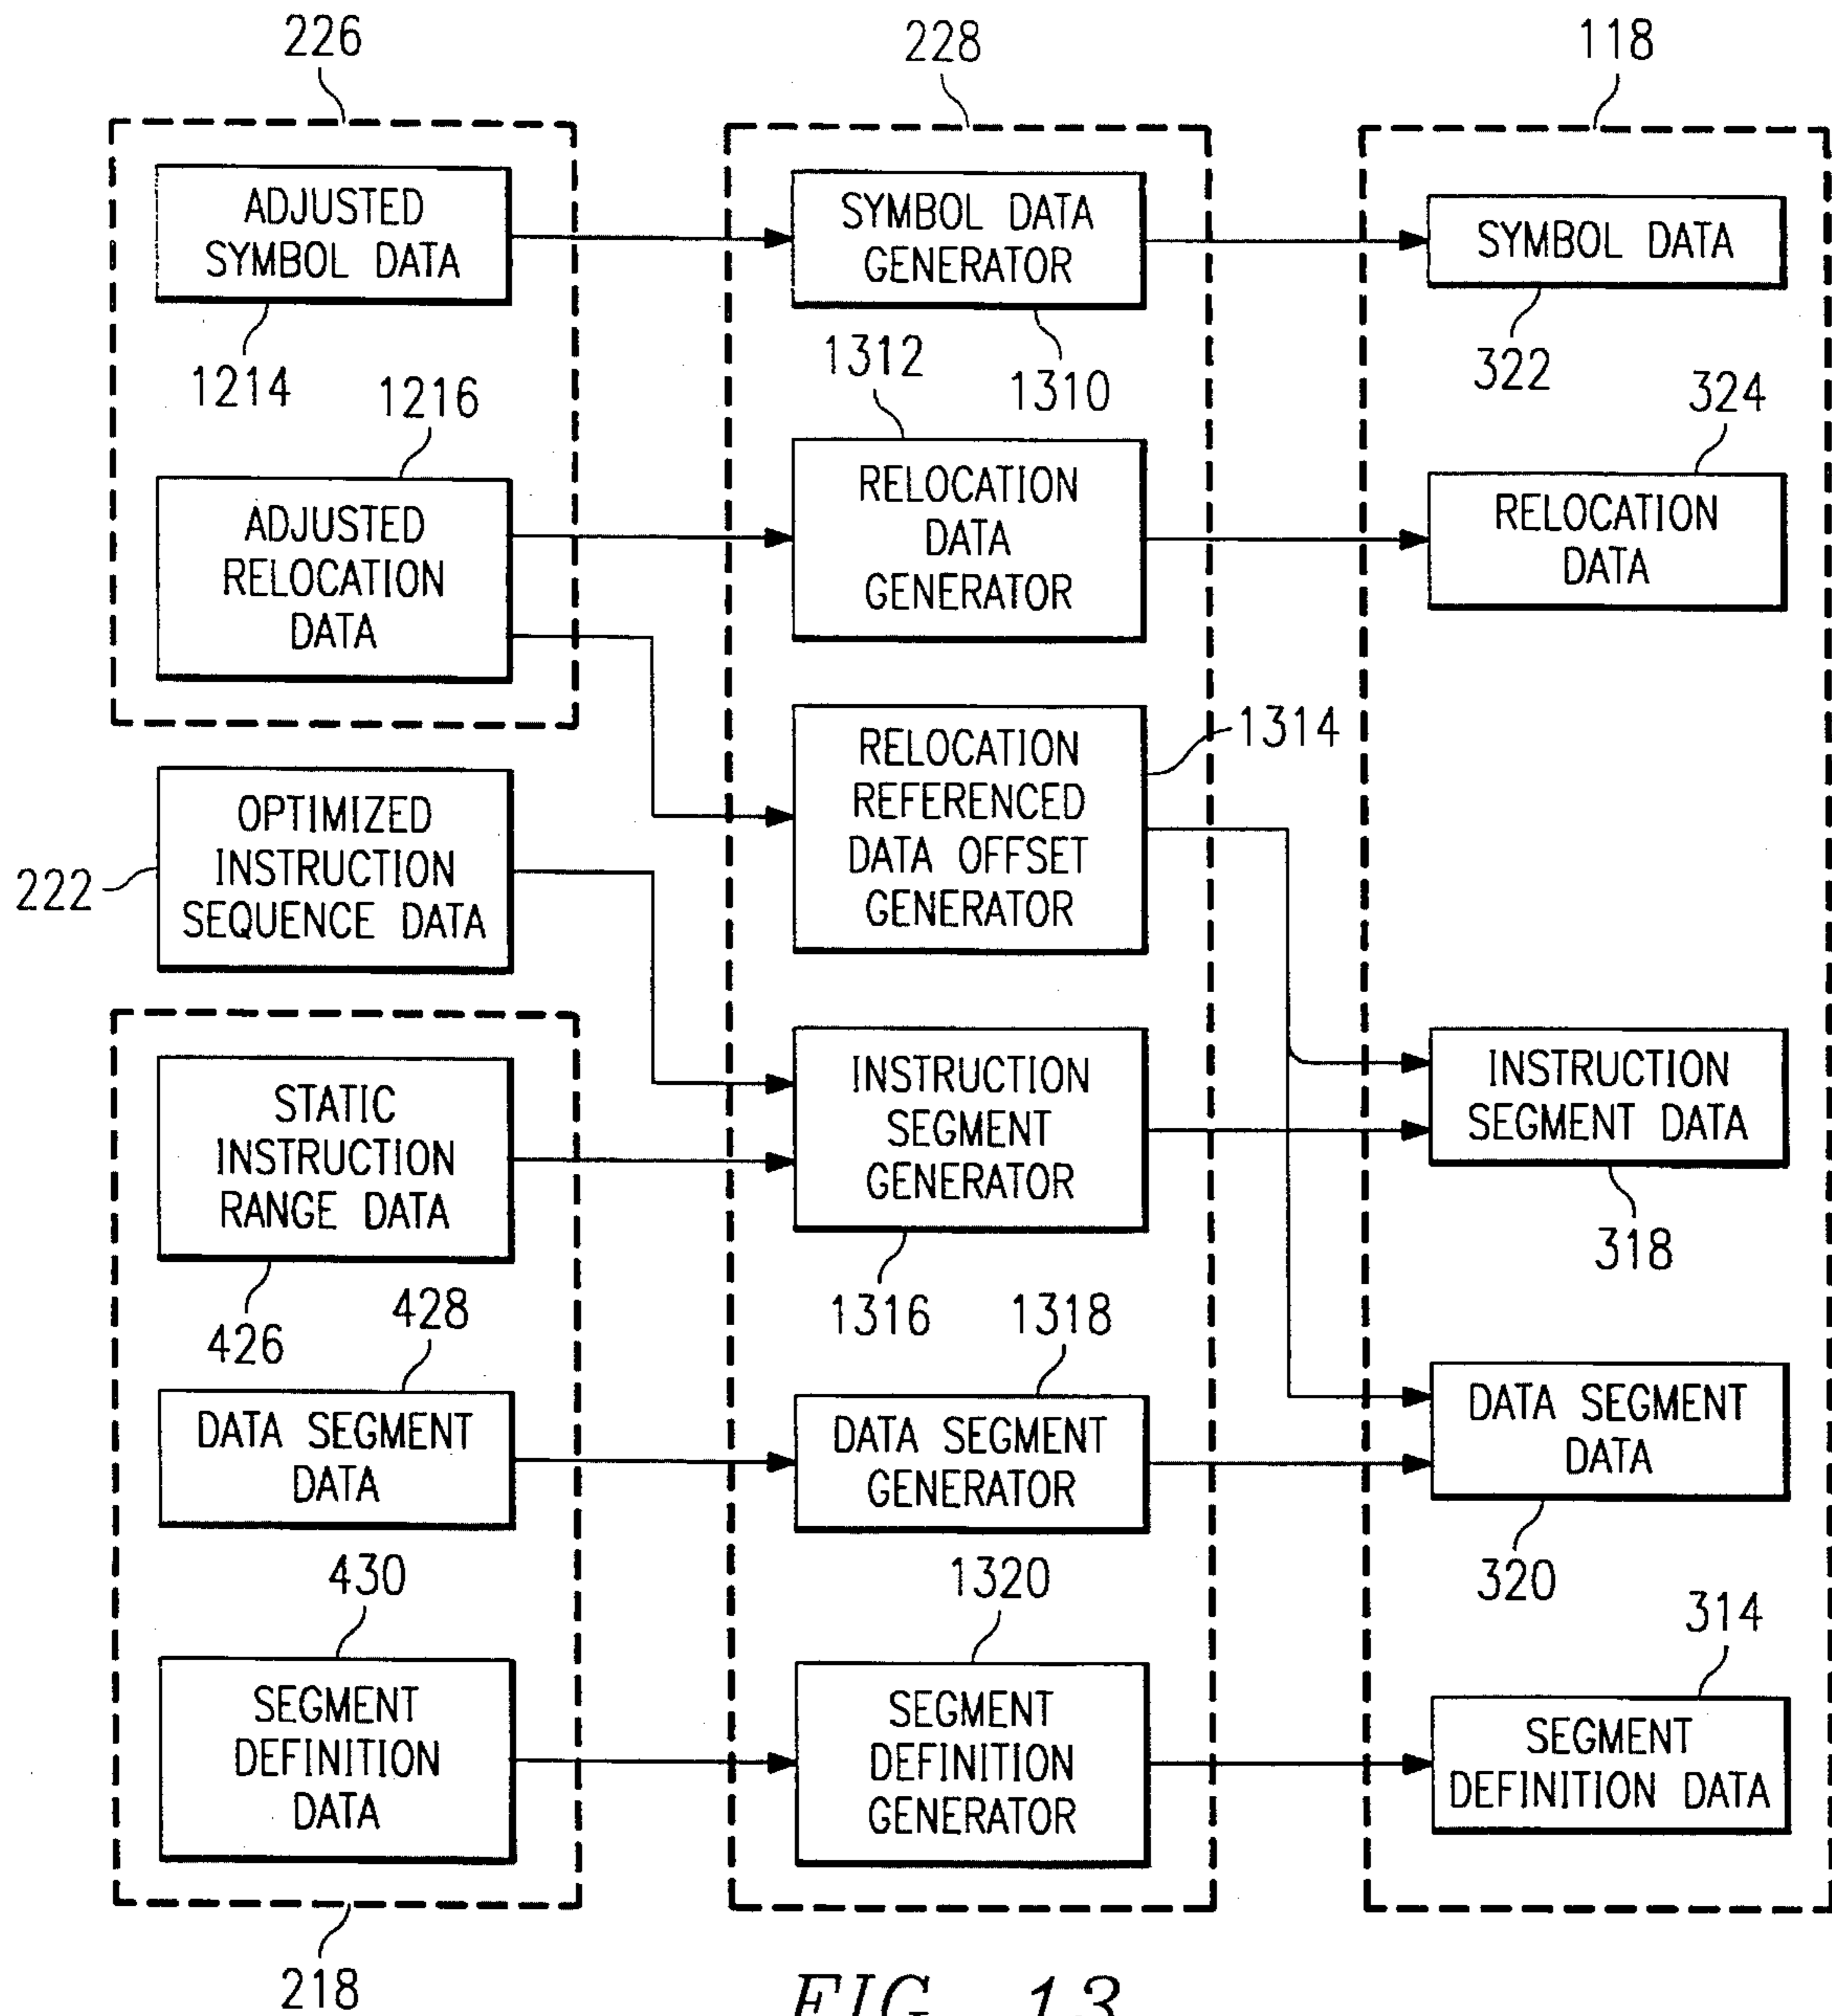 226
228
118
ADJUSTED
SYMBOL DATA
1214
SYMBOL DATA
GENERATOR
1310
SYMBOL DATA
322
1216
ADJUSTED
RELOCATION
DATA
1312
RELOCATION
DATA
GENERATOR
324
RELOCATION
DATA
222
OPTIMIZED
INSTRUCTION
SEQUENCE DATA
RELOCATION
REFERENCED
DATA OFFSET
GENERATOR
1314
STATIC
INSTRUCTION
RANGE DATA
426
INSTRUCTION
SEGMENT
GENERATOR
1316
INSTRUCTION
SEGMENT DATA
318
428
DATA SEGMENT
DATA
1318
DATA SEGMENT
GENERATOR
DATA SEGMENT
DATA
320
430
SEGMENT
DEFINITION
DATA
1320
SEGMENT
DEFINITION
GENERATOR
314
SEGMENT
DEFINITION DATA
218
FIG. 13